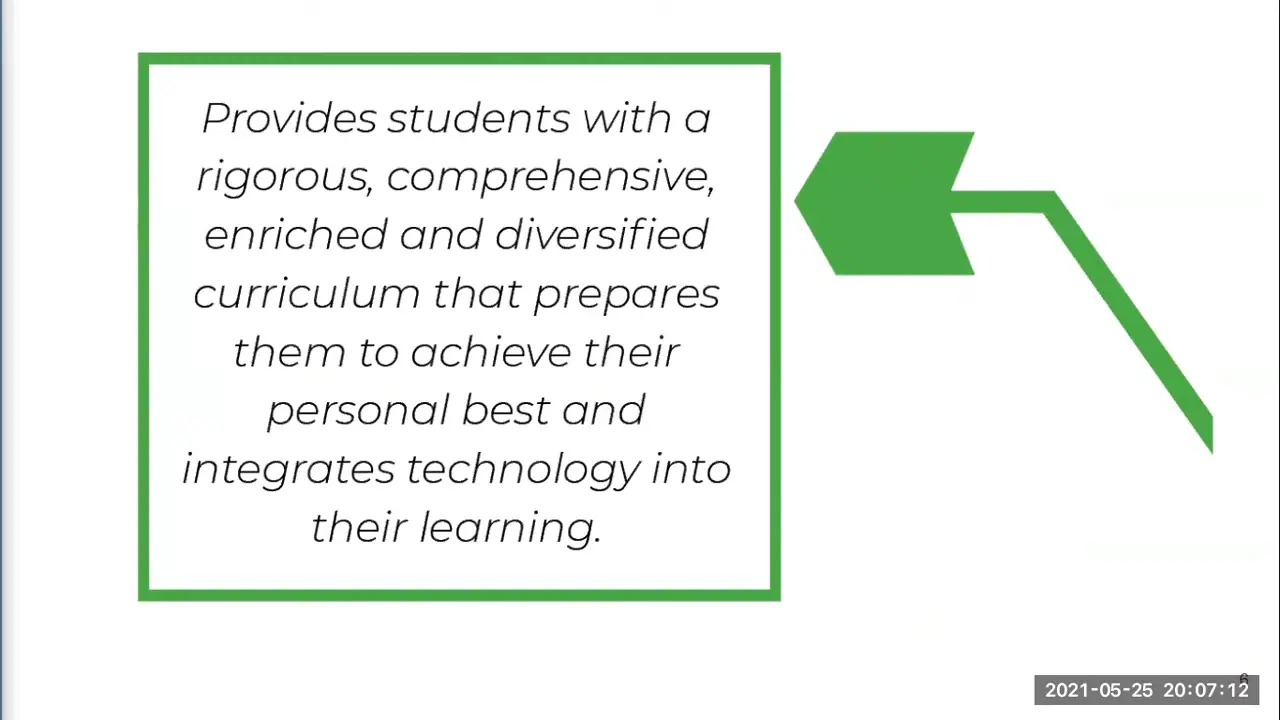 Provides students with a
rigorous, comprehensive,
enriched and diversified
curriculum that prepares
them to achieve their
personal best and
integrates technology into
their learning.
6
2021-05-25 20:07:12